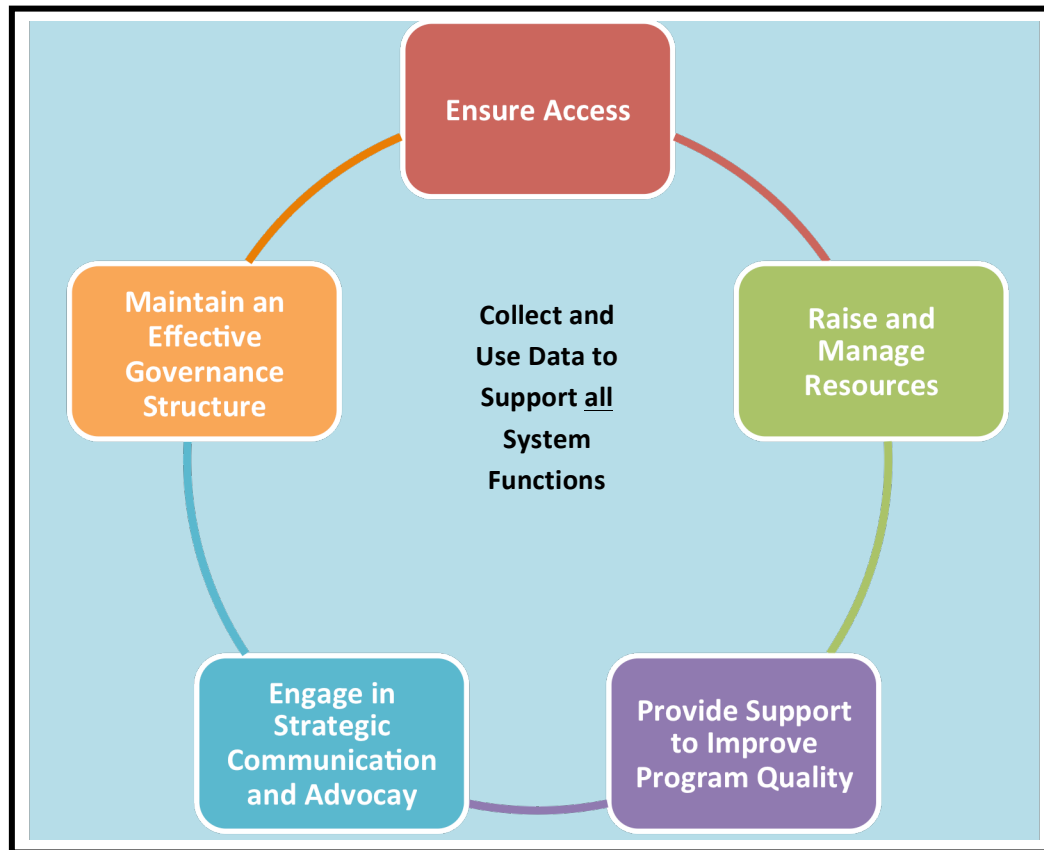 Ensure Access
Maintain an
Effective
Governance
Structure
Collect and
Use Data to
Support all
System
Functions
Raise and
Manage
Resources
Engage in
Strategic
Communication
and Advocay
Provide Support
to Improve
Program Quality